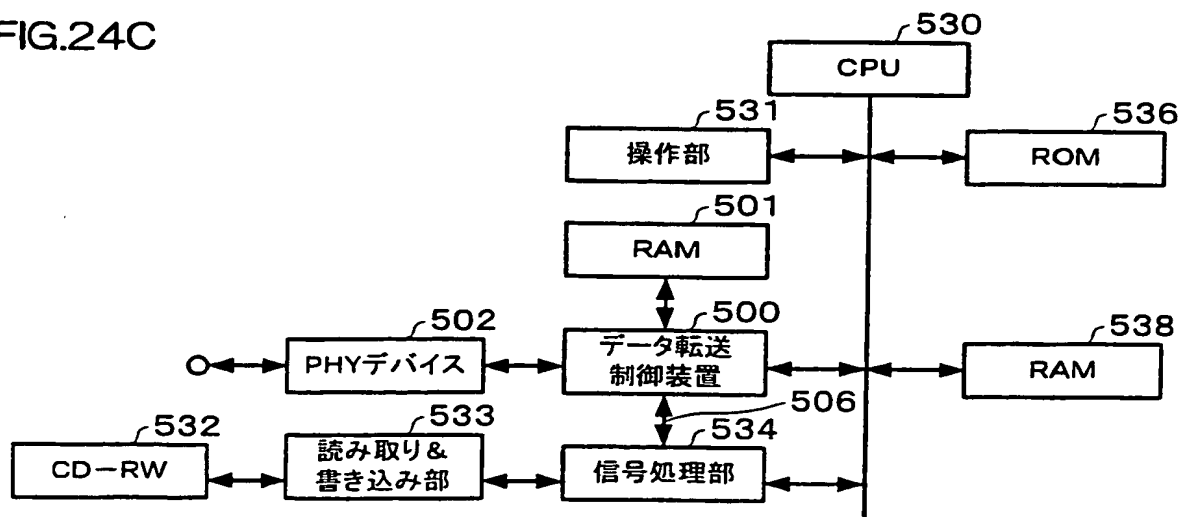 FIG.24C
530
CPU
531
操作部
536
ROM
501
RAM
502
PHYデバイス
500
データ転送
制御装置
538
RAM
506
532
CD-RW
533
読み取り&
書き込み部
534
信号処理部